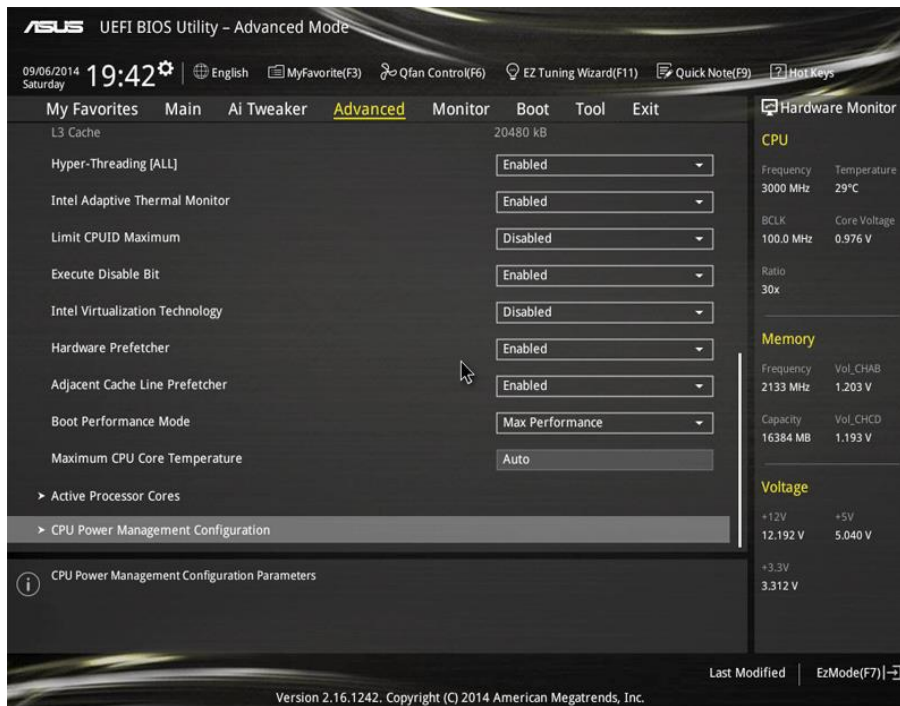 ASUS UEFI BIOS Utility – Advanced Mode
09/06/2014 Saturday 19:42 English MyFavorite(F3) Qfan Control(F6) EZ Tuning Wizard(F11) Quick Note(F9) ? Hot Keys
My Favorites Main Ai Tweaker Advanced Monitor Boot Tool Exit
L3 Cache 20480 kB
Hyper-Threading [ALL] Enabled
Intel Adaptive Thermal Monitor Enabled
Limit CPUID Maximum Disabled
Execute Disable Bit Enabled
Intel Virtualization Technology Disabled
Hardware Prefetcher Enabled
Adjacent Cache Line Prefetcher Enabled
Boot Performance Mode Max Performance
Maximum CPU Core Temperature Auto
> Active Processor Cores
> CPU Power Management Configuration
i CPU Power Management Configuration Parameters
Hardware Monitor
CPU
Frequency Temperature
3000 MHz 29°C
BCLK Core Voltage
100.0 MHz 0.976 V
Ratio
30x
Memory
Frequency Vol_CHAB
2133 MHz 1.203 V
Capacity Vol_CHCD
16384 MB 1.193 V
Voltage
+12V +5V
12.192 V 5.040 V
+3.3V
3.312 V
Last Modified EzMode(F7)
Version 2.16.1242. Copyright (C) 2014 American Megatrends, Inc.